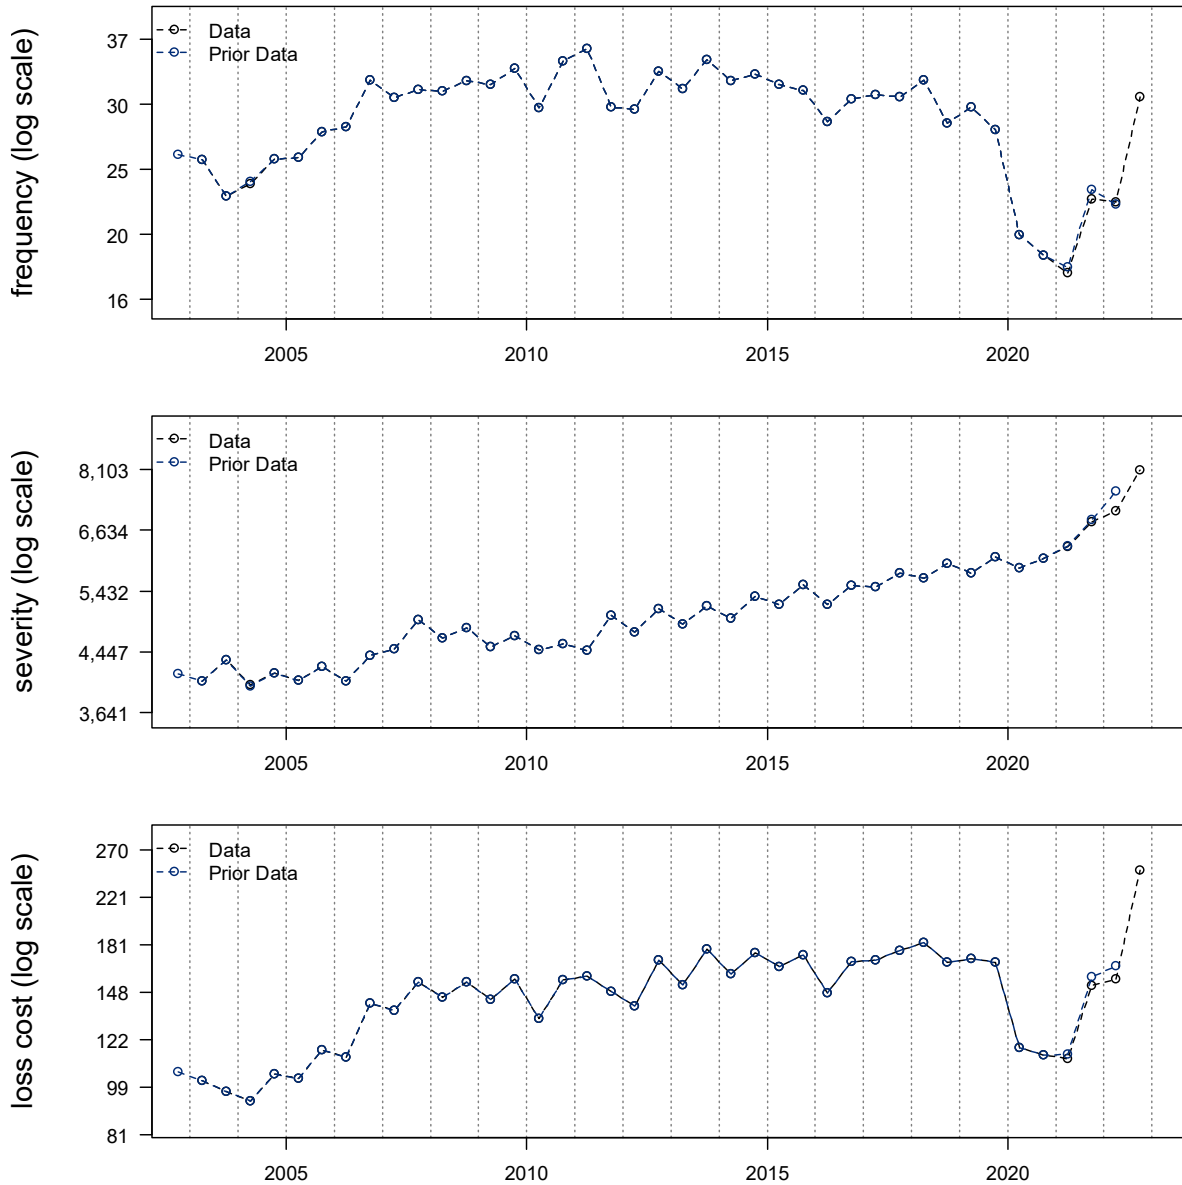 frequency (log scale)
Data
Prior Data
37
30
25
20
16
2005 2010 2015 2020
severity (log scale)
Data
Prior Data
8,103
6,634
5,432
4,447
3,641
2005 2010 2015 2020
loss cost (log scale)
Data
Prior Data
270
221
181
148
122
99
81
2005 2010 2015 2020